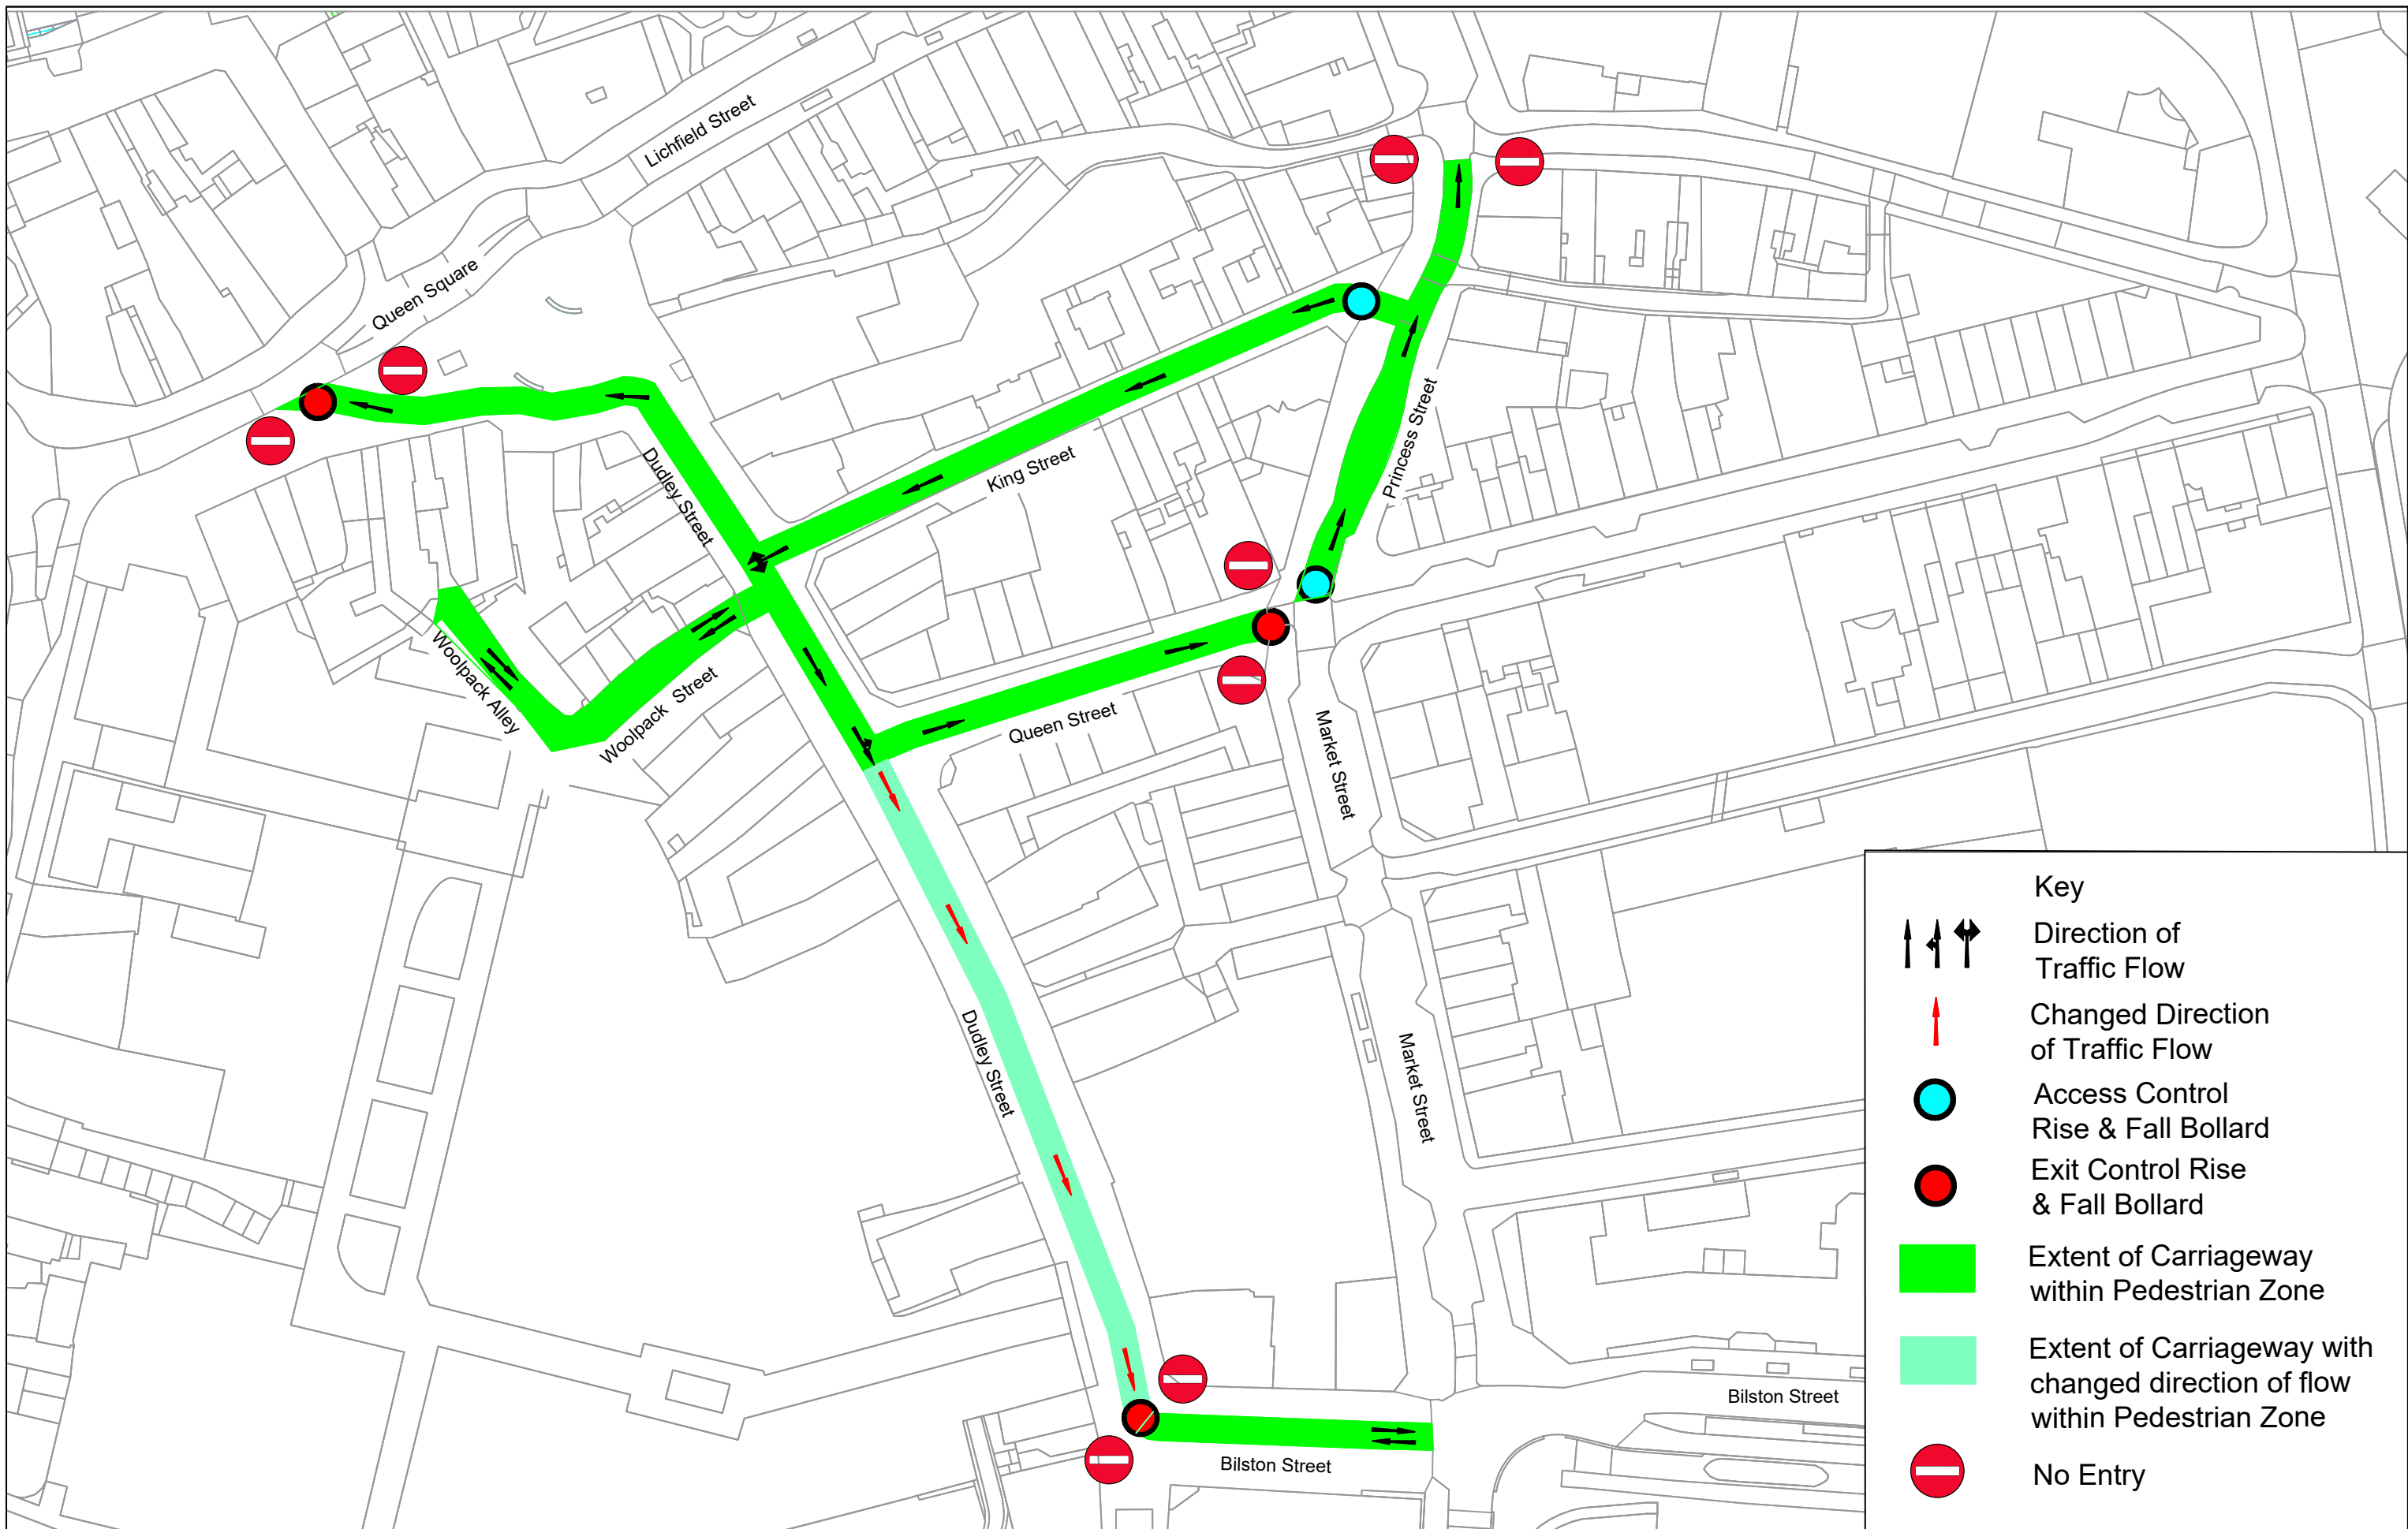 Lichfield Street
Queen Square
Dudley Street
King Street
Princess Street
Woolpack Alley
Woolpack Street
Queen Street
Market Street
Dudley Street
Market Street
Bilston Street
Bilston Street
Key
Direction of
Traffic Flow
Changed Direction
of Traffic Flow
Access Control
Rise & Fall Bollard
Exit Control Rise
& Fall Bollard
Extent of Carriageway
within Pedestrian Zone
Extent of Carriageway with
changed direction of flow
within Pedestrian Zone
No Entry